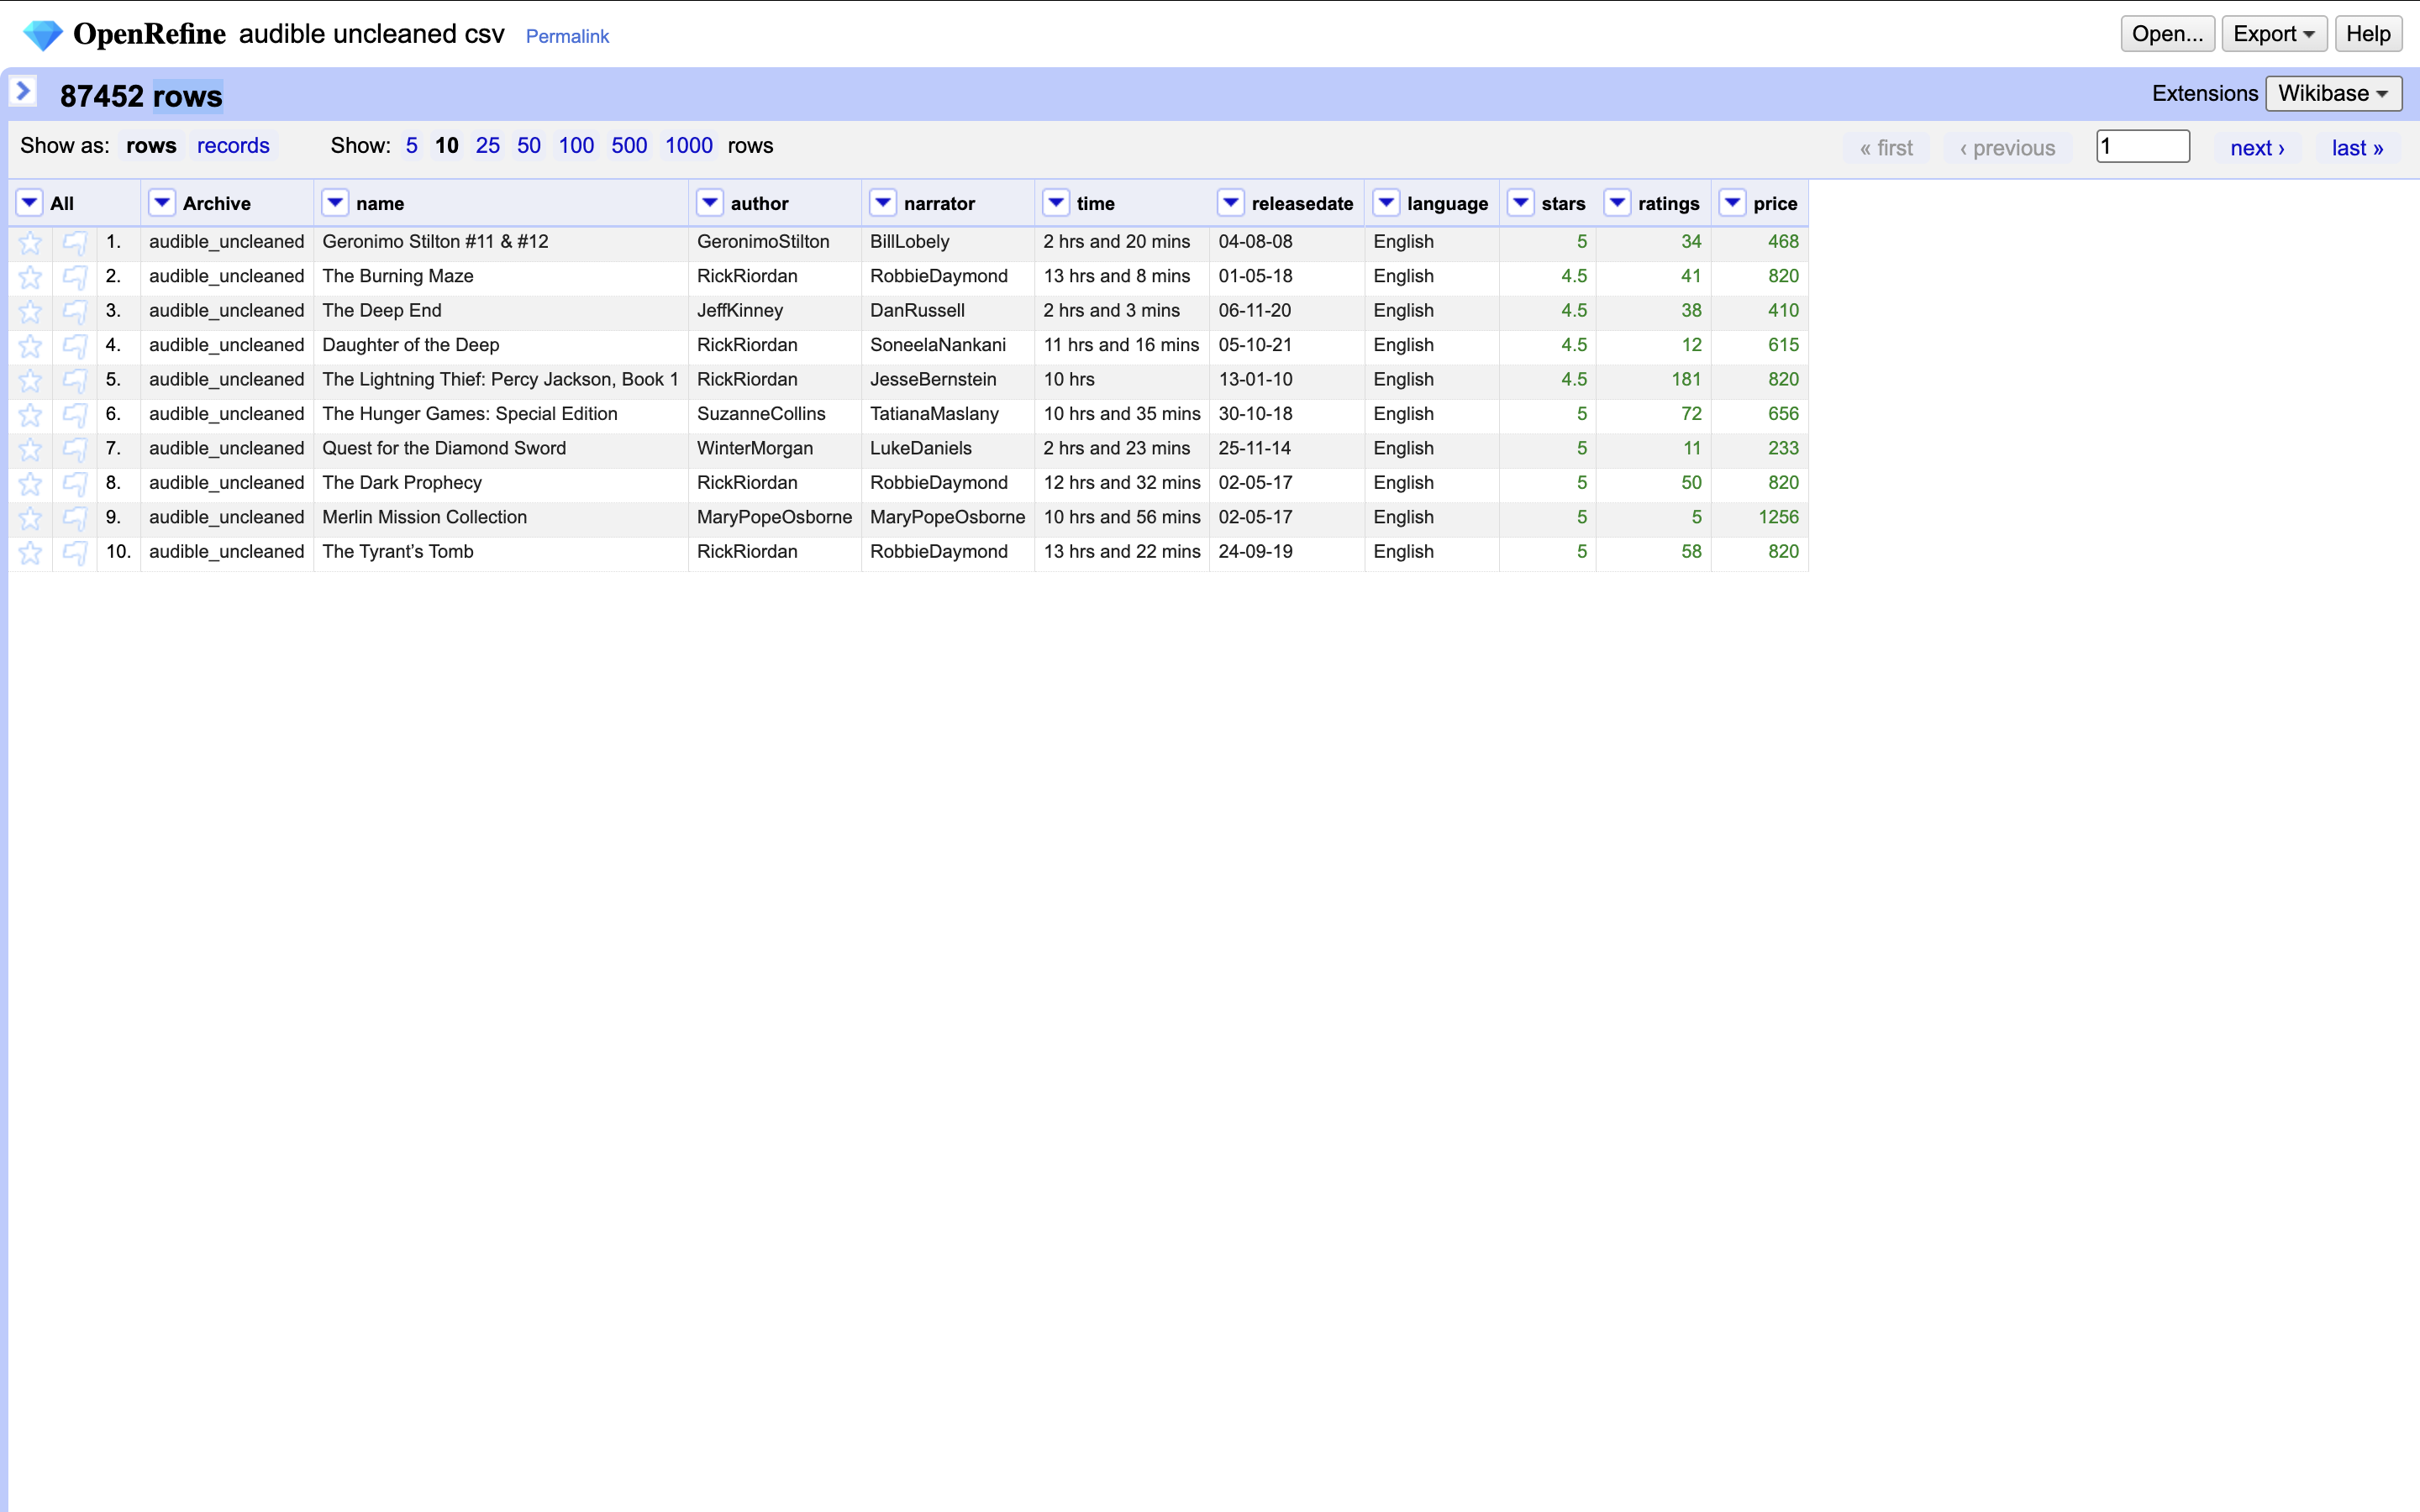 OpenRefine audible uncleaned csv Permalink Open... Export Help
87452 rows Extensions Wikibase
Show as: rows records Show: 5 10 25 50 100 500 1000 rows « first ‹ previous 1 next › last »
All Archive name author narrator time releasedate language stars ratings price
1. audible_uncleaned Geronimo Stilton #11 & #12 GeronimoStilton BillLobely 2 hrs and 20 mins 04-08-08 English 5 34 468
2. audible_uncleaned The Burning Maze RickRiordan RobbieDaymond 13 hrs and 8 mins 01-05-18 English 4.5 41 820
3. audible_uncleaned The Deep End JeffKinney DanRussell 2 hrs and 3 mins 06-11-20 English 4.5 38 410
4. audible_uncleaned Daughter of the Deep RickRiordan SoneelaNankani 11 hrs and 16 mins 05-10-21 English 4.5 12 615
5. audible_uncleaned The Lightning Thief: Percy Jackson, Book 1 RickRiordan JesseBernstein 10 hrs 13-01-10 English 4.5 181 820
6. audible_uncleaned The Hunger Games: Special Edition SuzanneCollins TatianaMaslany 10 hrs and 35 mins 30-10-18 English 5 72 656
7. audible_uncleaned Quest for the Diamond Sword WinterMorgan LukeDaniels 2 hrs and 23 mins 25-11-14 English 5 11 233
8. audible_uncleaned The Dark Prophecy RickRiordan RobbieDaymond 12 hrs and 32 mins 02-05-17 English 5 50 820
9. audible_uncleaned Merlin Mission Collection MaryPopeOsborne MaryPopeOsborne 10 hrs and 56 mins 02-05-17 English 5 5 1256
10. audible_uncleaned The Tyrant’s Tomb RickRiordan RobbieDaymond 13 hrs and 22 mins 24-09-19 English 5 58 820